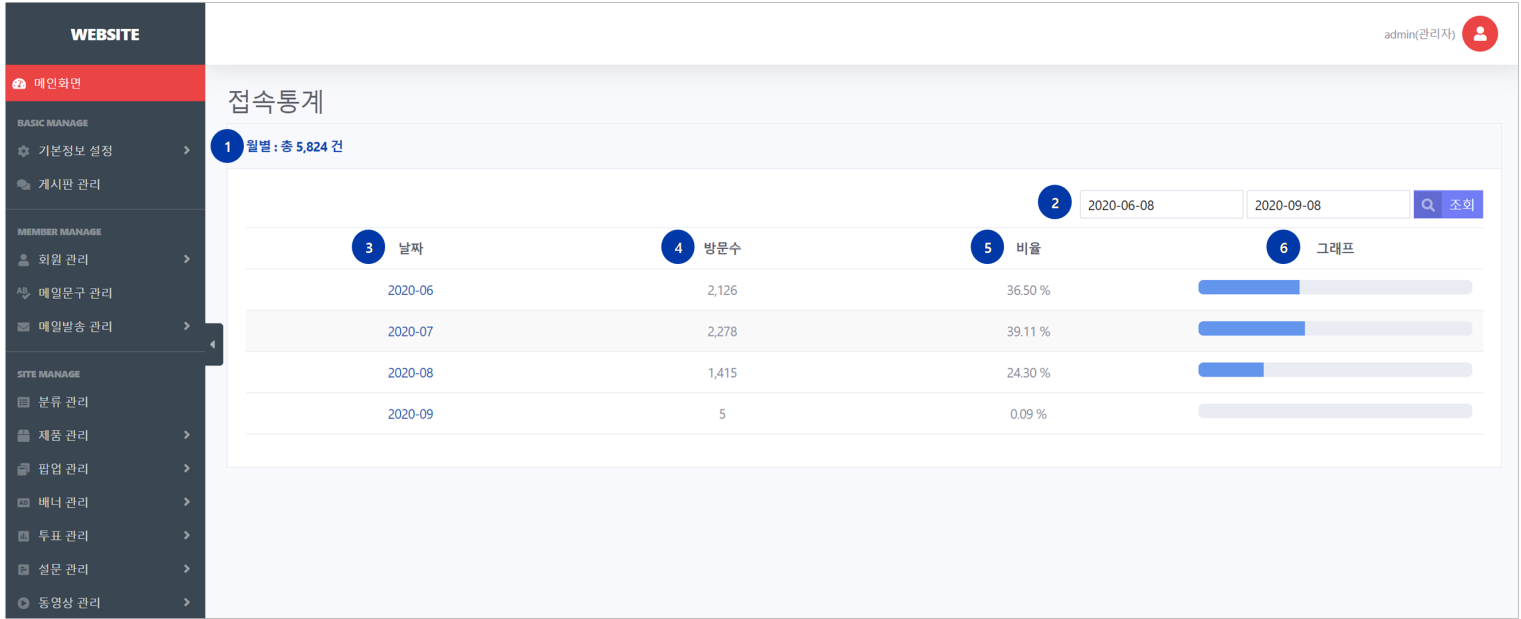 WEBSITE
admin(관리자)
메인화면
BASIC MANAGE
기본정보 설정
게시판 관리
MEMBER MANAGE
회원 관리
메일문구 관리
메일발송 관리
SITE MANAGE
분류 관리
제품 관리
팝업 관리
배너 관리
투표 관리
설문 관리
동영상 관리
접속통계
1 월별 : 총 5,824 건
2 2020-06-08 2020-09-08 조회
3 날짜 4 방문수 5 비율 6 그래프
2020-06 2,126 36.50 %
2020-07 2,278 39.11 %
2020-08 1,415 24.30 %
2020-09 5 0.09 %